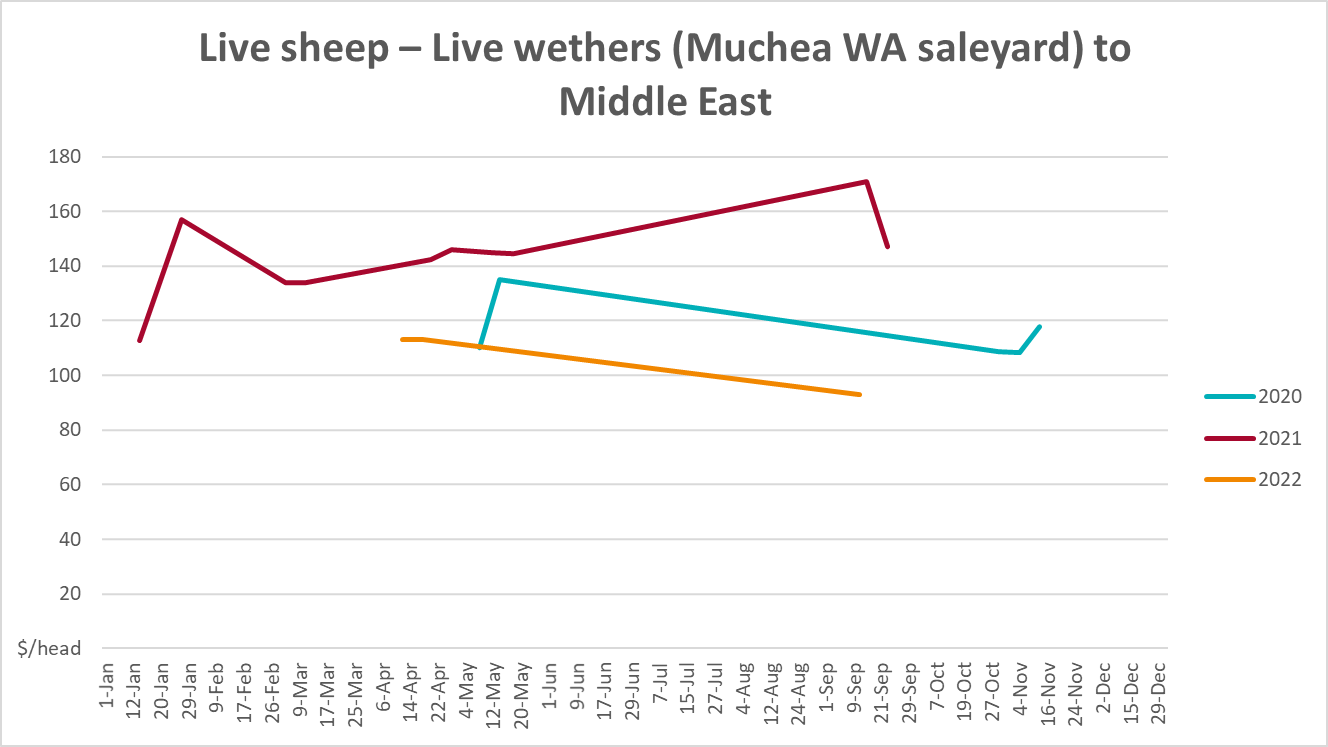 Live sheep – Live wethers (Muchea WA saleyard) to
Middle East
180
160
140
120
100
80
60
40
20
$/head
1-Jan
12-Jan
20-Jan
29-Jan
9-Feb
17-Feb
26-Feb
9-Mar
17-Mar
25-Mar
6-Apr
14-Apr
22-Apr
4-May
12-May
20-May
1-Jun
9-Jun
17-Jun
29-Jun
7-Jul
15-Jul
27-Jul
4-Aug
12-Aug
24-Aug
1-Sep
9-Sep
21-Sep
29-Sep
7-Oct
19-Oct
27-Oct
4-Nov
16-Nov
24-Nov
2-Dec
15-Dec
29-Dec
2020
2021
2022